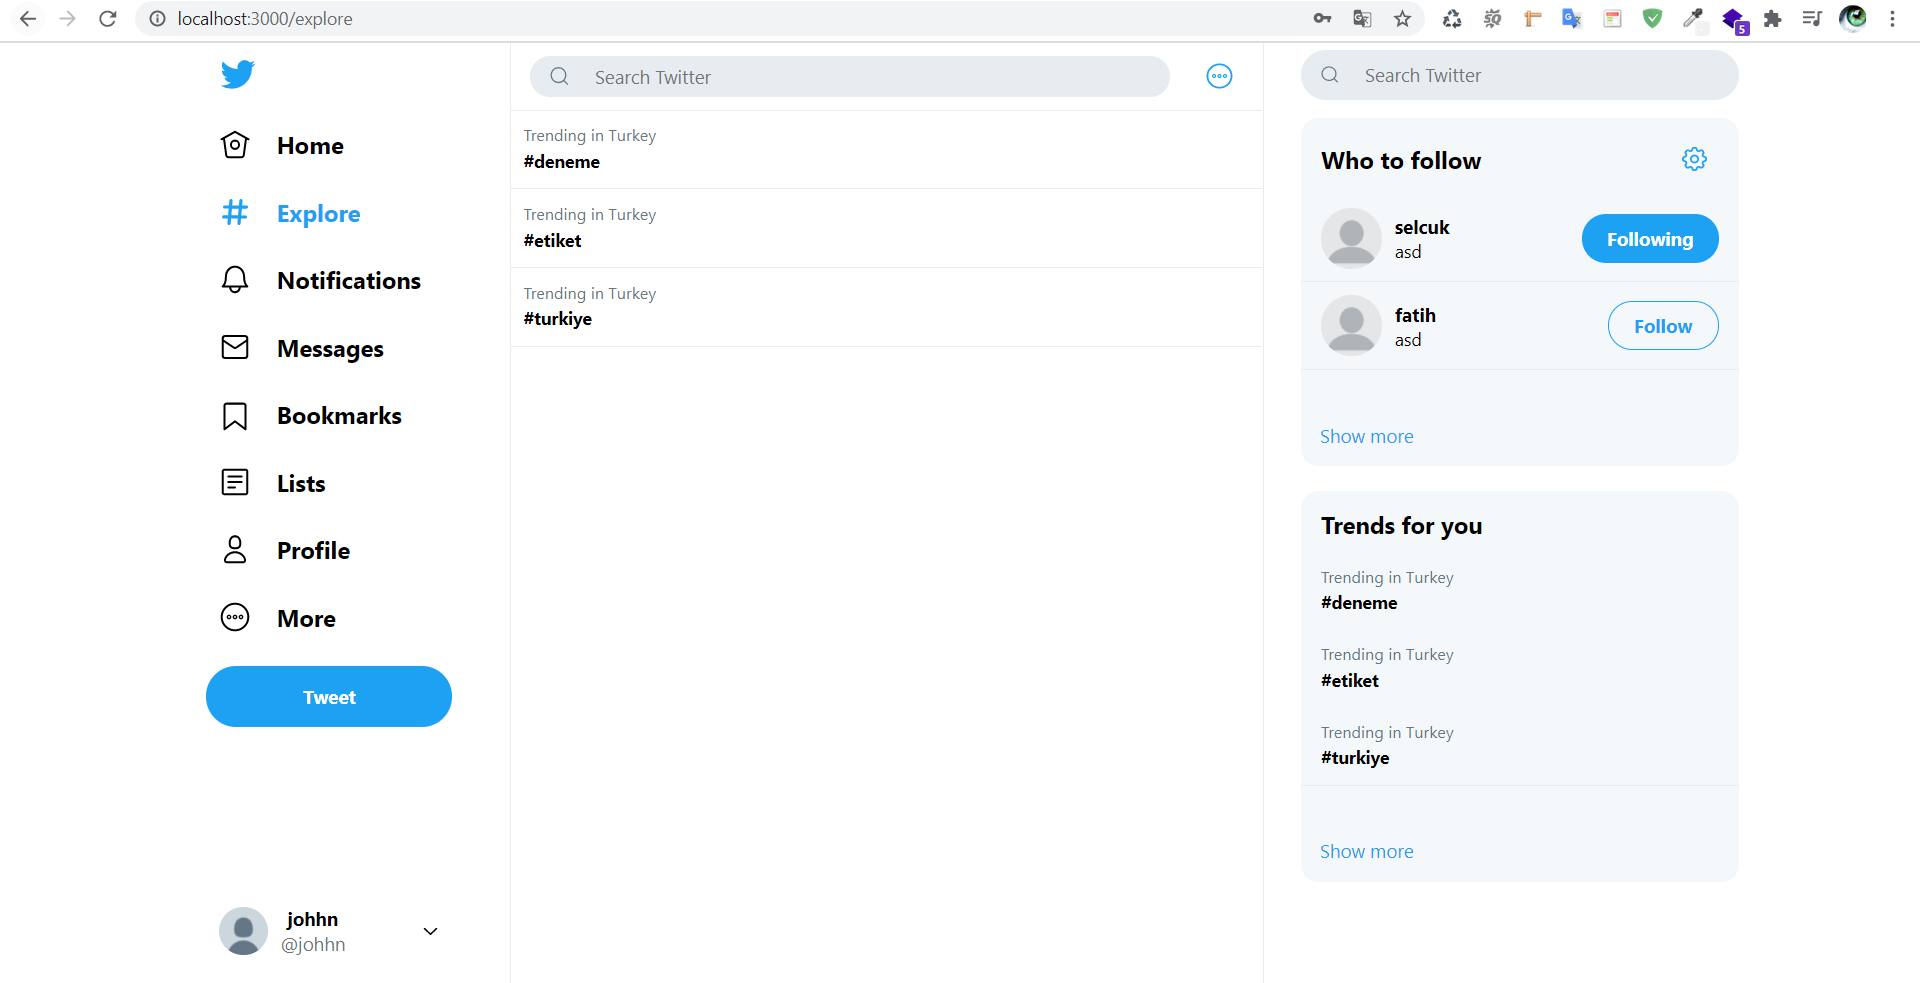 localhost:3000/explore
5
Home
Explore
Notifications
Messages
Bookmarks
Lists
Profile
More
Tweet
johhn
@johhn
Search Twitter
Trending in Turkey
#deneme
Trending in Turkey
#etiket
Trending in Turkey
#turkiye
Search Twitter
Who to follow
selcuk
asd
Following
fatih
asd
Follow
Show more
Trends for you
Trending in Turkey
#deneme
Trending in Turkey
#etiket
Trending in Turkey
#turkiye
Show more